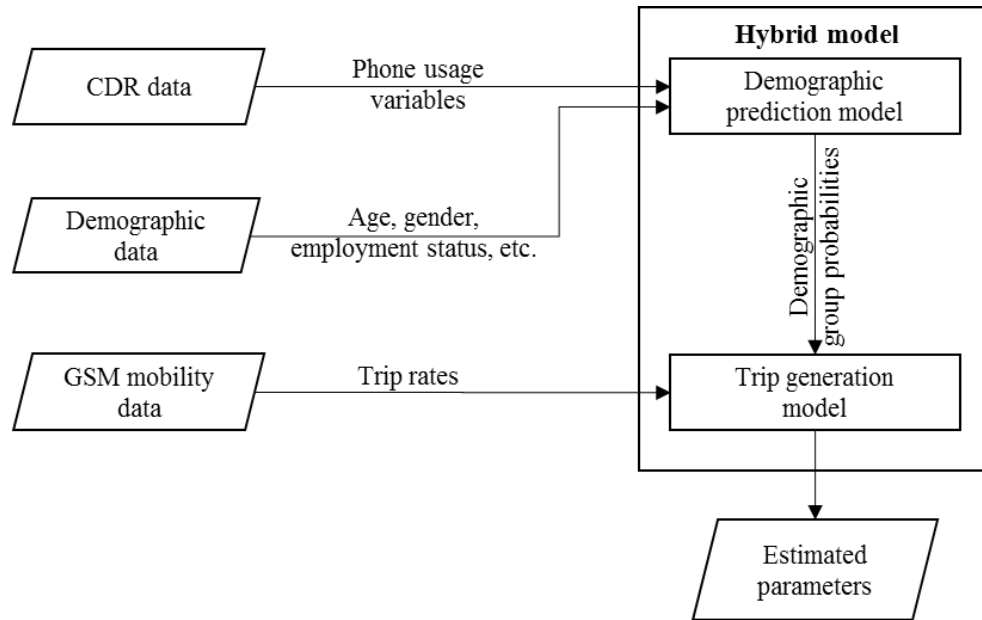 Hybrid model
CDR data
Phone usage
variables
Demographic
prediction model
Demographic
data
Age, gender,
employment status, etc.
Demographic
group probabilities
GSM mobility
data
Trip rates
Trip generation
model
Estimated
parameters